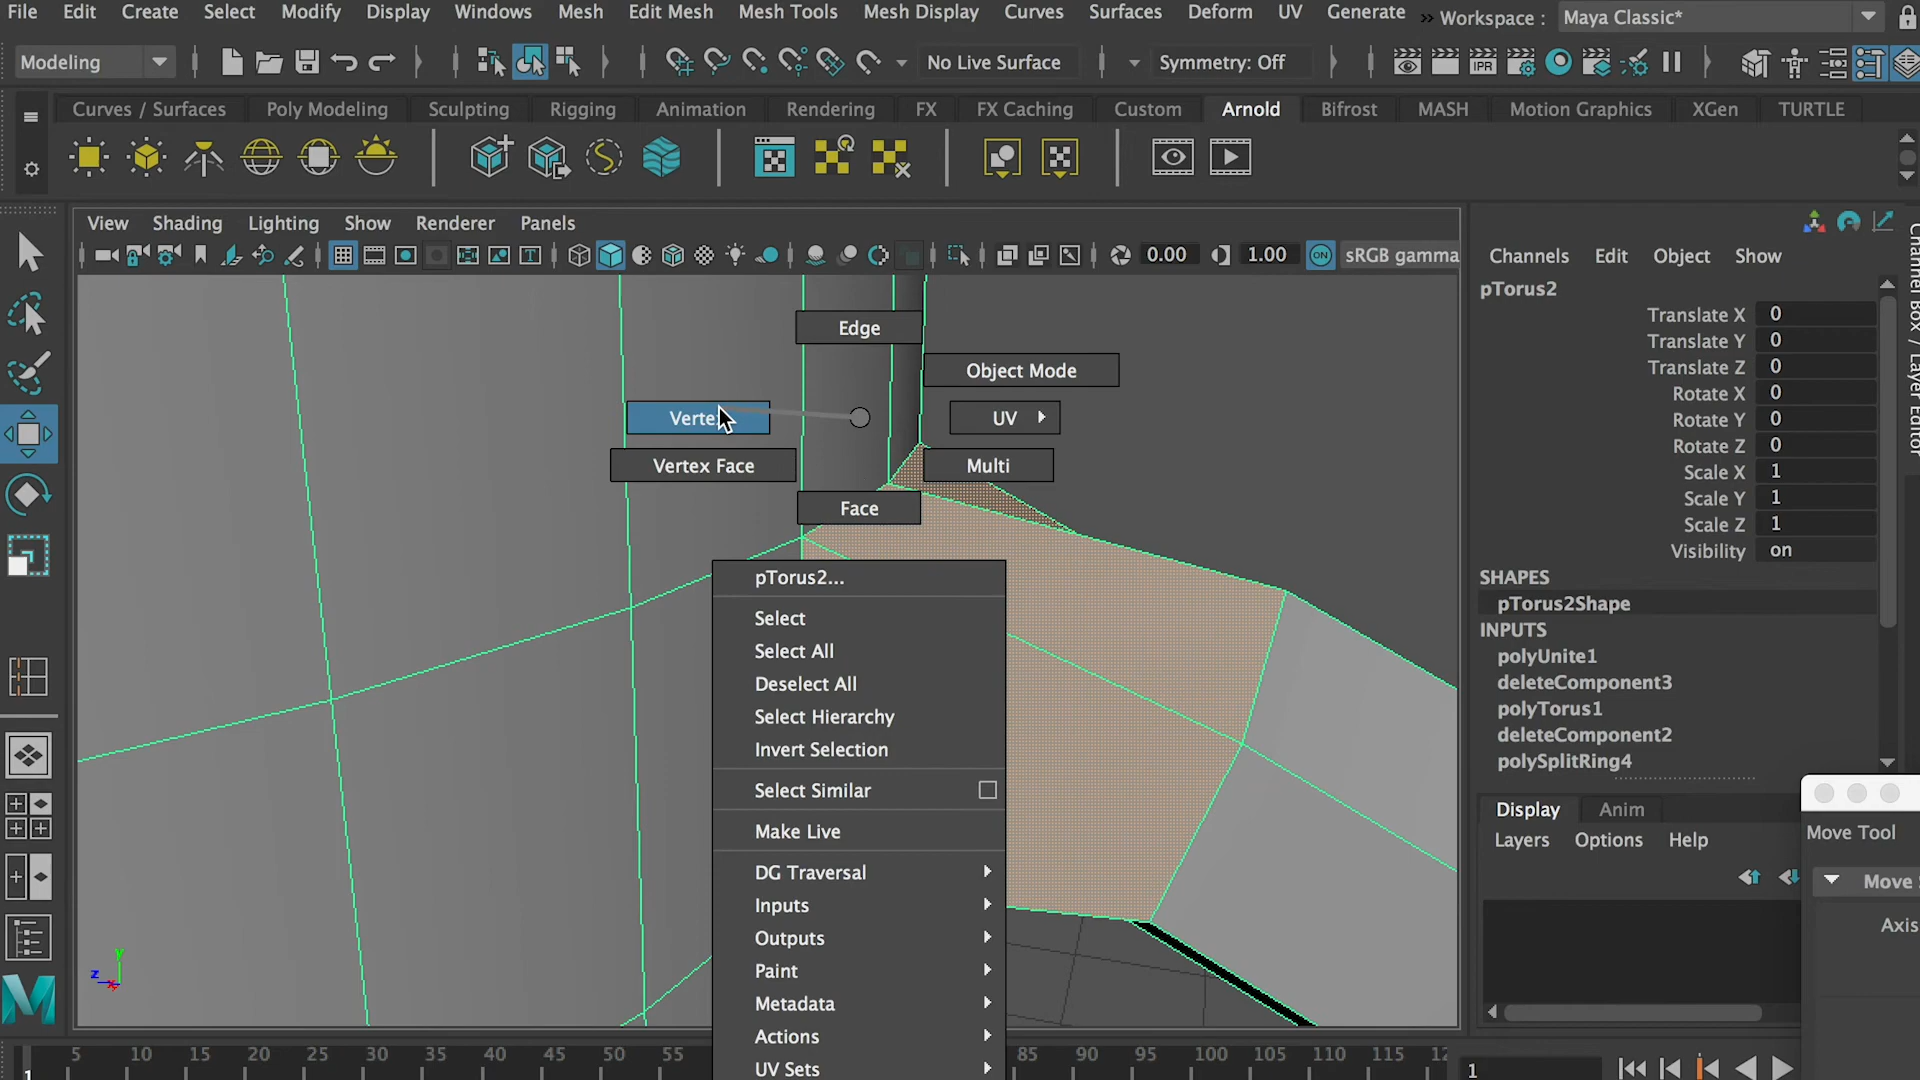 File Edit Create Select Modify Display Windows Mesh Edit Mesh Mesh Tools Mesh Display Curves Surfaces Deform UV Generate Workspace : Maya Classic*
Modeling No Live Surface Symmetry: Off
Curves / Surfaces Poly Modeling Sculpting Rigging Animation Rendering FX FX Caching Custom Arnold Bifrost MASH Motion Graphics XGen TURTLE
View Shading Lighting Show Renderer Panels
0.00 1.00 ON sRGB gamma
Channels Edit Object Show
pTorus2
Translate X 0
Translate Y 0
Translate Z 0
Rotate X 0
Rotate Y 0
Rotate Z 0
Scale X 1
Scale Y 1
Scale Z 1
Visibility on
SHAPES
pTorus2Shape
INPUTS
polyUnite1
deleteComponent3
polyTorus1
deleteComponent2
polySplitRing4
Channel Box / Layer Editor
Edge
Object Mode
UV
Vertex Face
Multi
Face
pTorus2...
Select
Select All
Deselect All
Select Hierarchy
Invert Selection
Select Similar
Make Live
DG Traversal
Inputs
Outputs
Paint
Metadata
Actions
UV Sets
Display Anim
Layers Options Help
Move Tool
Move
Axis
y
z
x
5 10 15 20 25 30 35 40 45 50 55 85 90 95 100 105 110 115
1
1